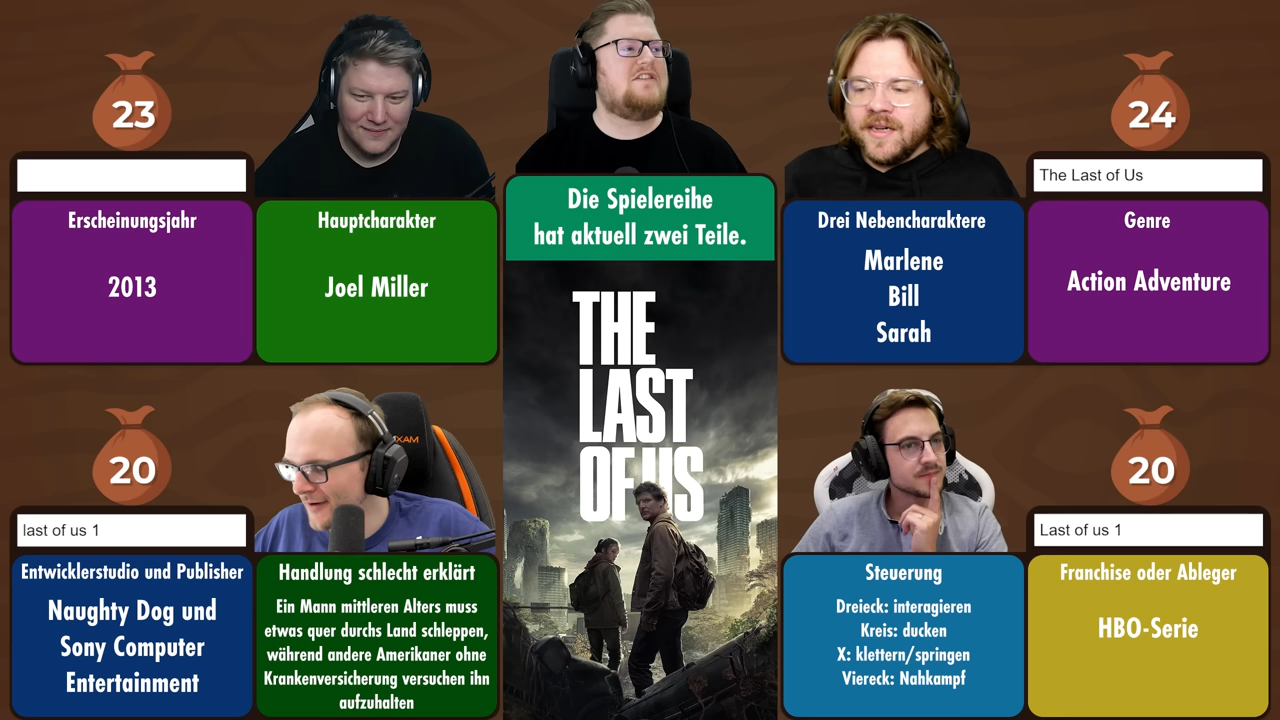 23
24
The Last of Us
Erscheinungsjahr
2013
Hauptcharakter
Joel Miller
Die Spielereihe
hat aktuell zwei Teile.
Drei Nebencharaktere
Marlene
Bill
Sarah
Genre
Action Adventure
THE
LAST
OF US
20
last of us 1
20
Last of us 1
Entwicklerstudio und Publisher
Naughty Dog und
Sony Computer
Entertainment
Handlung schlecht erklärt
Ein Mann mittleren Alters muss
etwas quer durchs Land schleppen,
während andere Amerikaner ohne
Krankenversicherung versuchen ihn
aufzuhalten
Steuerung
Dreieck: interagieren
Kreis: ducken
X: klettern/springen
Viereck: Nahkampf
Franchise oder Ableger
HBO-Serie